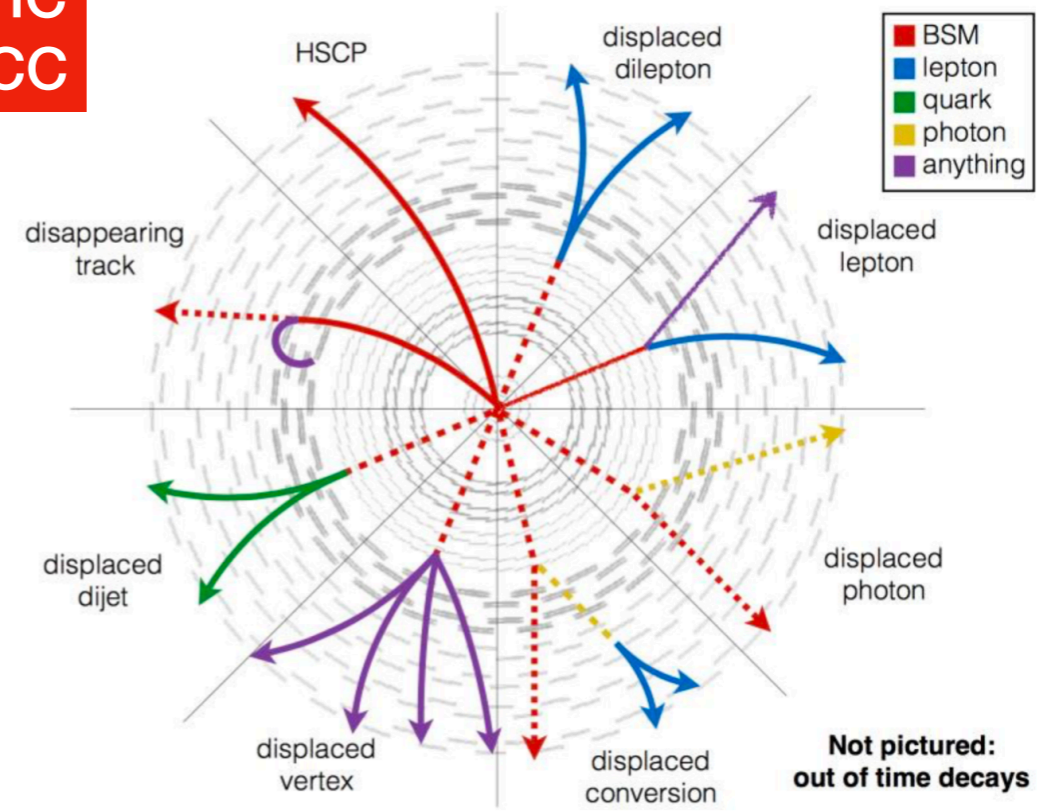 CC
HSCP
displaced
dilepton
BSM
lepton
quark
photon
anything
disappearing
track
displaced
lepton
displaced
dijet
displaced
photon
displaced
vertex
displaced
conversion
Not pictured:
out of time decays